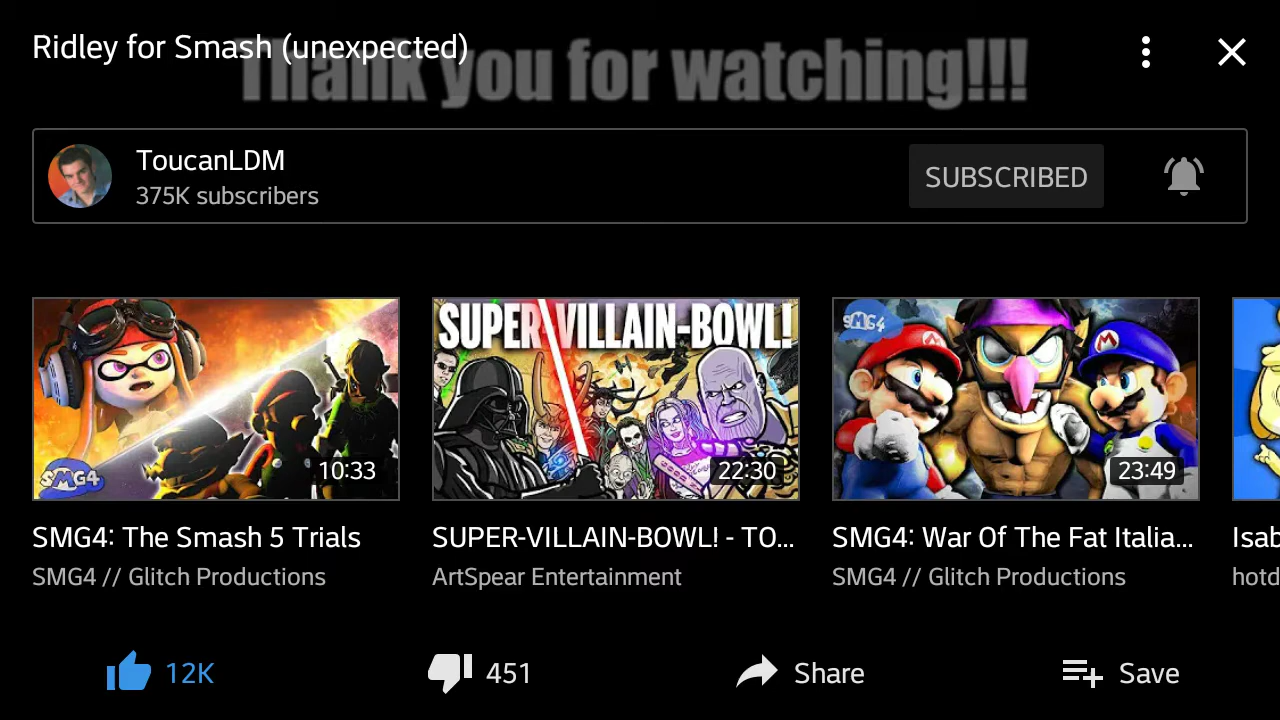 Ridley for Smash (unexpected)
Thank you for watching!!!
ToucanLDM
375K subscribers
SUBSCRIBED
SUPER-VILLAIN-BOWL!
SMG4
SMG4
10:33
22:30
23:49
SMG4: The Smash 5 Trials
SUPER-VILLAIN-BOWL! - TO...
SMG4: War Of The Fat Italia...
Isab
SMG4 // Glitch Productions
ArtSpear Entertainment
SMG4 // Glitch Productions
hotd
12K
451
Share
Save